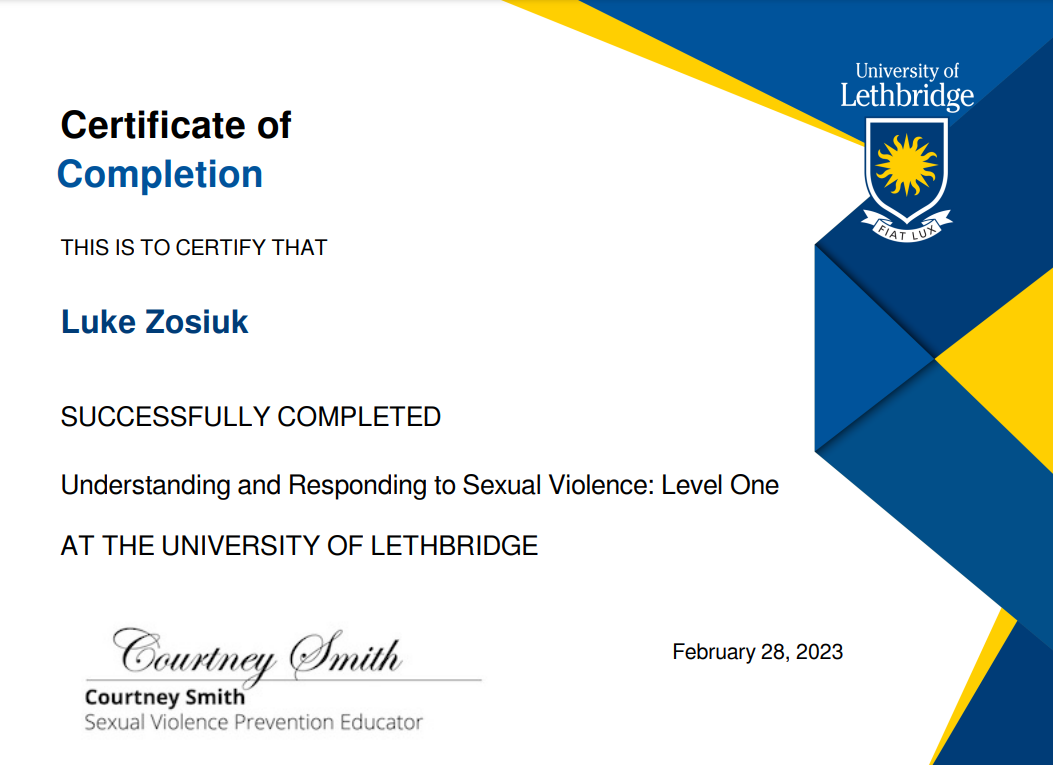 University of
Lethbridge
FIAT LUX
Certificate of
Completion
THIS IS TO CERTIFY THAT
Luke Zosiuk
SUCCESSFULLY COMPLETED
Understanding and Responding to Sexual Violence: Level One
AT THE UNIVERSITY OF LETHBRIDGE
Courtney Smith
Courtney Smith
Sexual Violence Prevention Educator
February 28, 2023